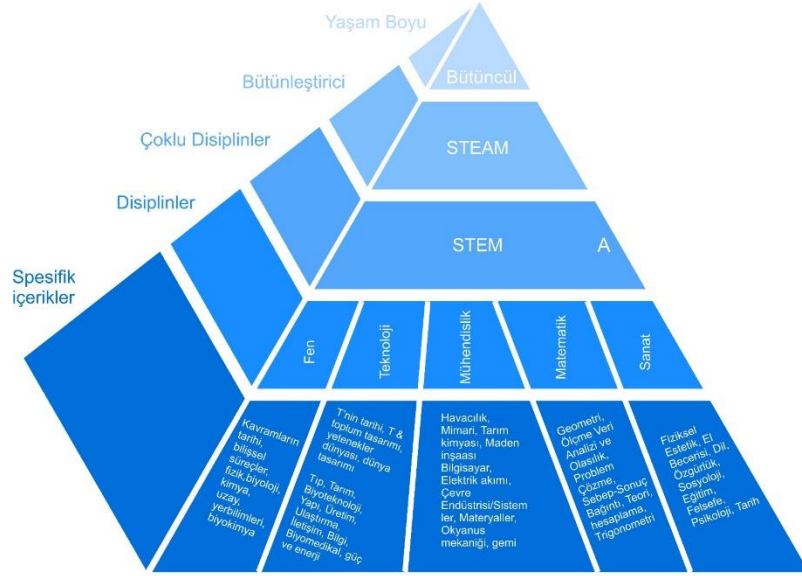 Yaşam Boyu
Bütüncül
Bütünleştirici
STEAM
Çoklu Disiplinler
STEM
A
Disiplinler
Fen
Teknoloji
Mühendislik
Matematik
Sanat
Spesifik
içerikler
Kavramların
tarihi,
bilişsel
süreçler,
fizik,biyoloji,
kimya,
uzay,
yerbilimleri,
biyokimya
T'nin tarihi, T &
toplum tasarımı,
yetenekler
dünyası, dünya
tasarımı
Tıp, Tarım,
Biyoteknoloji,
Yapı, Üretim,
Ulaştırma,
İletişim, Bilgi,
Biyomedikal, güç
ve enerji
Havacılık,
Mimari, Tarım
kimyası, Maden
inşaası
Bilgisayar,
Elektrik akımı,
Çevre
Endüstrisi/Sistem
ler, Materyaller,
Okyanus
mekaniği, gemi
Geometri,
Ölçme Veri
Analizi ve
Olasılık,
Problem
Çözme,
Sebep-Sonuç
Bağıntı, Teori,
hesaplama,
Trigonometri
Fiziksel
Estetik, El
Becerisi, Dil,
Özgürlük,
Sosyoloji,
Eğitim,
Felsefe,
Psikoloji, Tarih